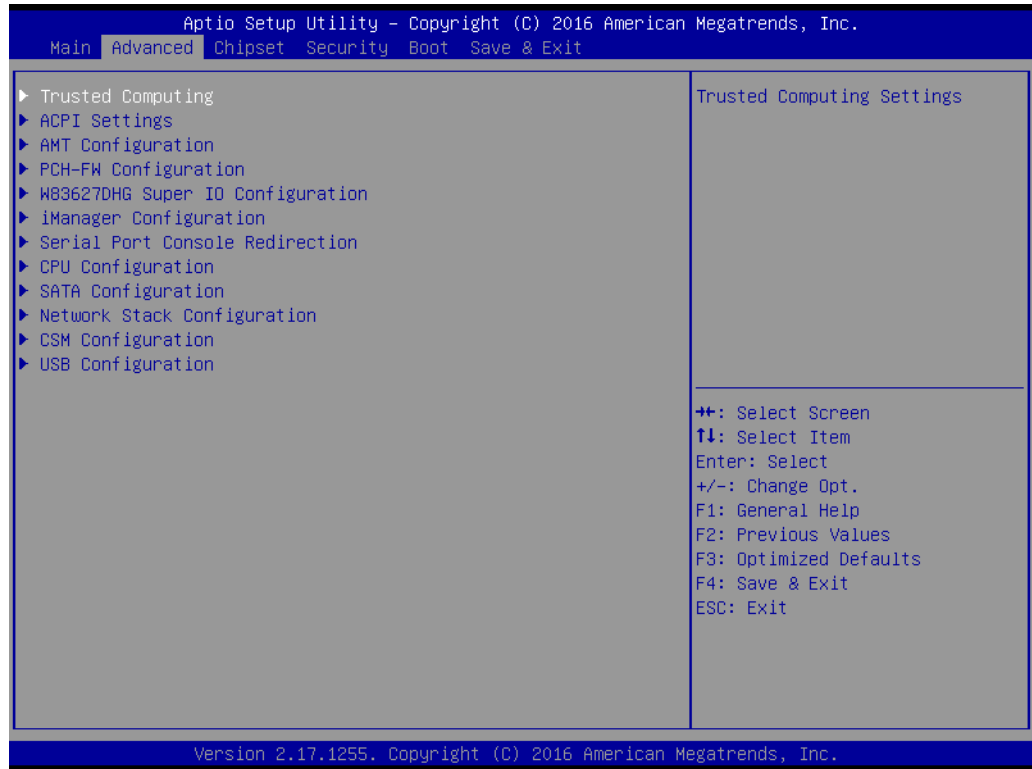 Aptio Setup Utility – Copyright (C) 2016 American Megatrends, Inc.
Main Advanced Chipset Security Boot Save & Exit
▶ Trusted Computing
▶ ACPI Settings
▶ AMT Configuration
▶ PCH-FW Configuration
▶ W83627DHG Super IO Configuration
▶ iManager Configuration
▶ Serial Port Console Redirection
▶ CPU Configuration
▶ SATA Configuration
▶ Network Stack Configuration
▶ CSM Configuration
▶ USB Configuration
Trusted Computing Settings
→←: Select Screen
↑↓: Select Item
Enter: Select
+/-: Change Opt.
F1: General Help
F2: Previous Values
F3: Optimized Defaults
F4: Save & Exit
ESC: Exit
Version 2.17.1255. Copyright (C) 2016 American Megatrends, Inc.